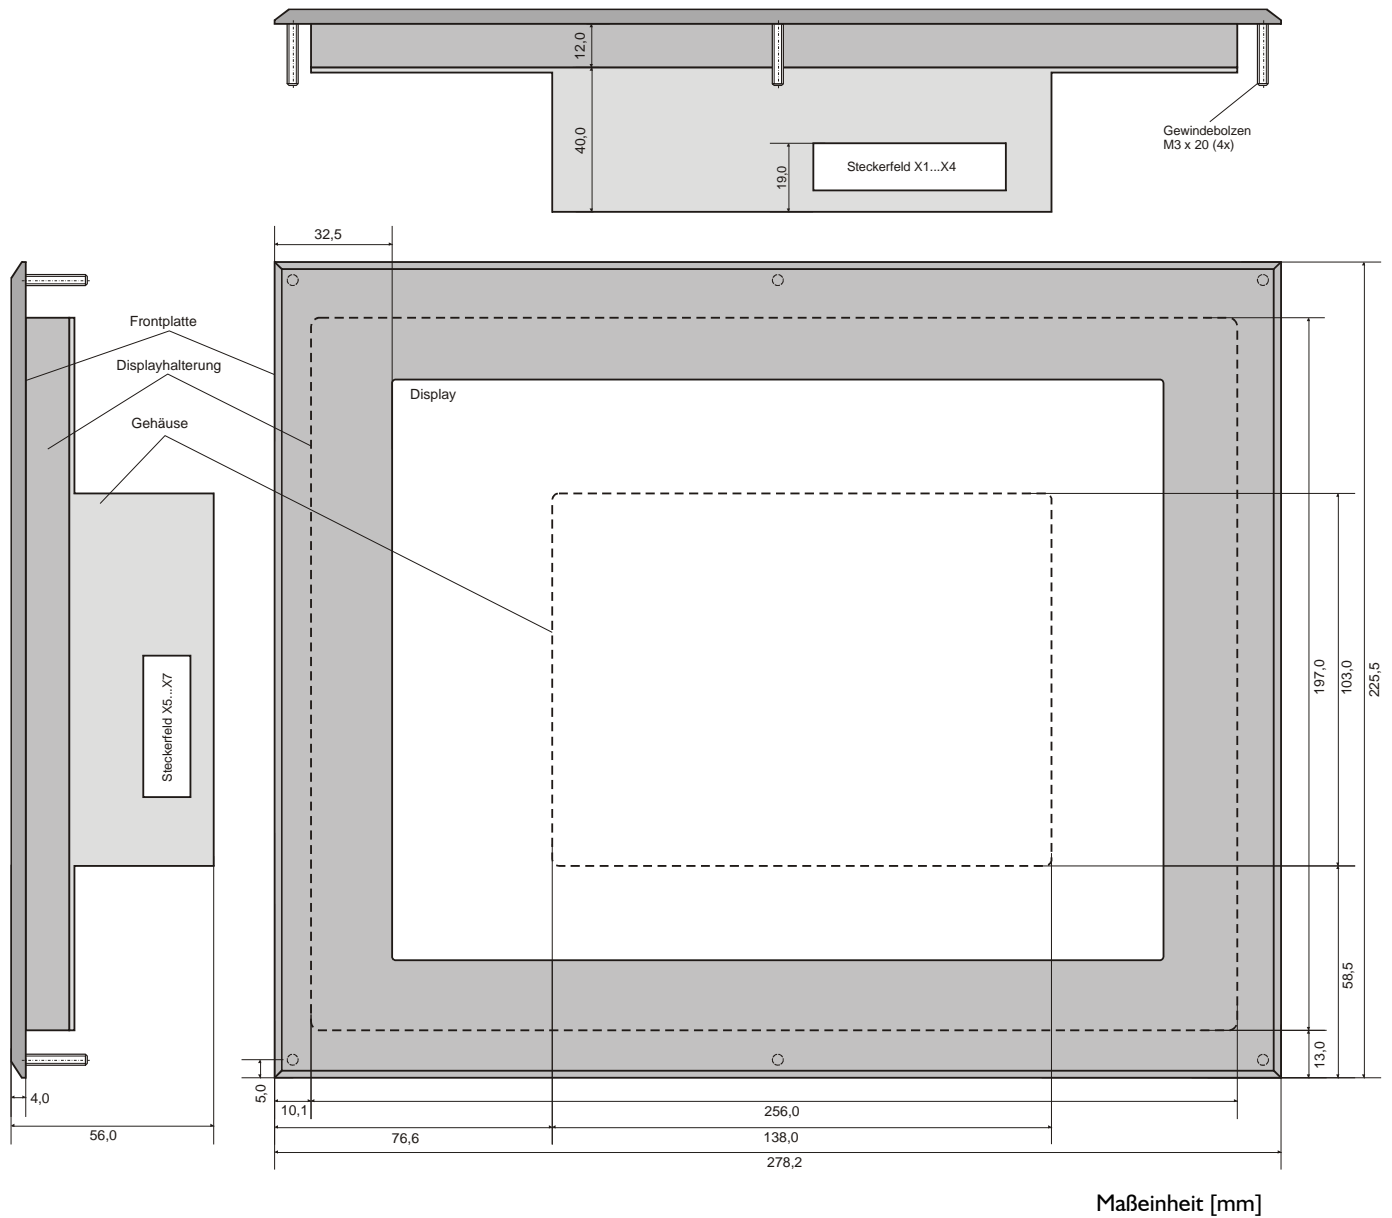 12,0
40,0
19,0
Steckerfeld X1...X4
Gewindebolzen
M3 x 20 (4x)
32,5
Frontplatte
Displayhalterung
Gehäuse
Display
Steckerfeld X5...X7
197,0
103,0
225,5
58,5
13,0
5,0
4,0
56,0
10,1
256,0
76,6
138,0
278,2
Maßeinheit [mm]